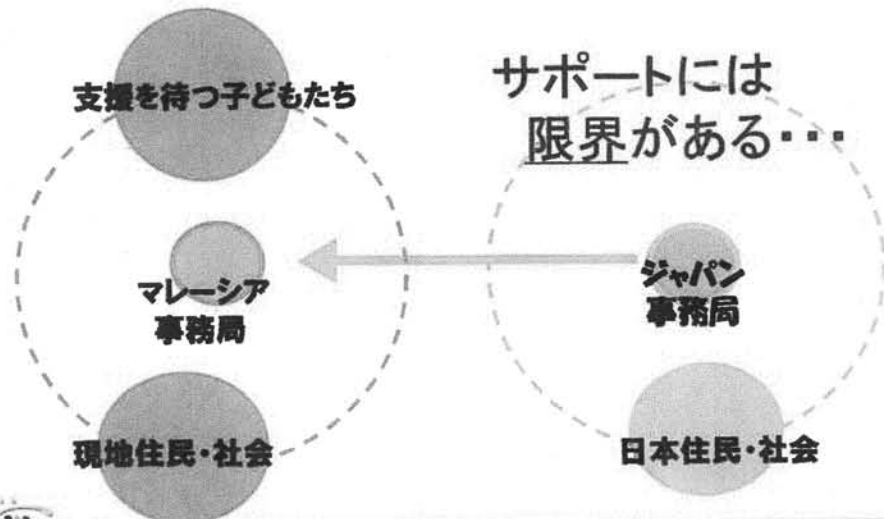 支援を待つ子どもたち
サポートには
限界がある・・・
マレーシア
事務局
ジャパン
事務局
現地住民・社会
日本住民・社会